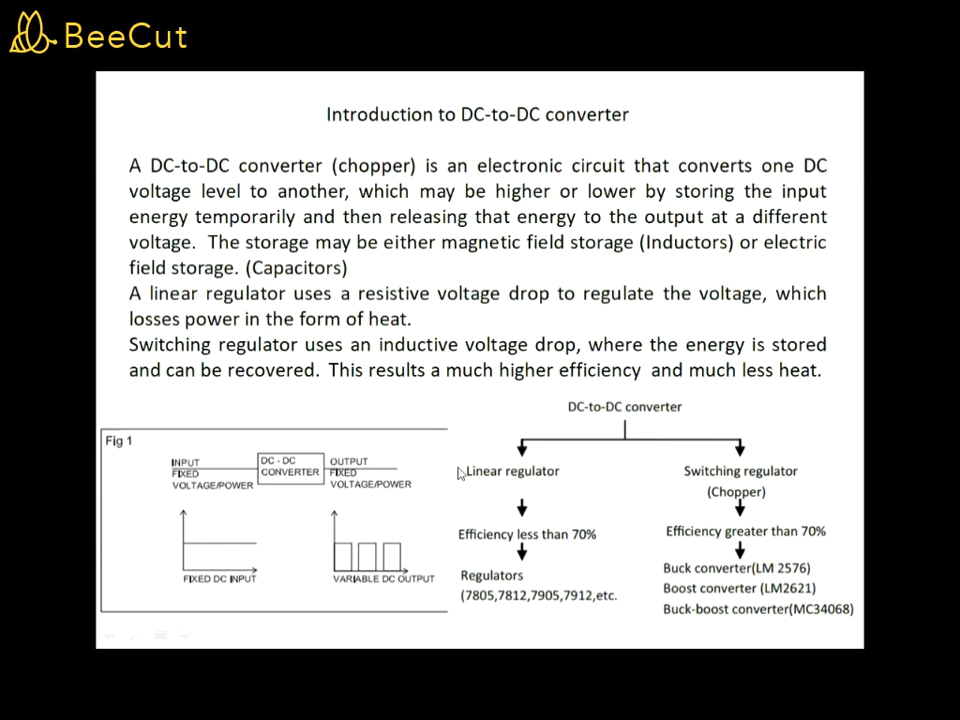 BeeCut
Introduction to DC-to-DC converter
A DC-to-DC converter (chopper) is an electronic circuit that converts one DC
voltage level to another, which may be higher or lower by storing the input
energy temporarily and then releasing that energy to the output at a different
voltage. The storage may be either magnetic field storage (Inductors) or electric
field storage. (Capacitors)
A linear regulator uses a resistive voltage drop to regulate the voltage, which
losses power in the form of heat.
Switching regulator uses an inductive voltage drop, where the energy is stored
and can be recovered. This results a much higher efficiency and much less heat.
Fig 1
INPUT
FIXED
VOLTAGE/POWER
DC - DC
CONVERTER
OUTPUT
FIXED
VOLTAGE/POWER
FIXED DC INPUT
VARIABLE DC OUTPUT
DC-to-DC converter
Linear regulator
Efficiency less than 70%
Regulators
(7805,7812,7905,7912,etc.
Switching regulator
(Chopper)
Efficiency greater than 70%
Buck converter(LM 2576)
Boost converter (LM2621)
Buck-boost converter(MC34068)